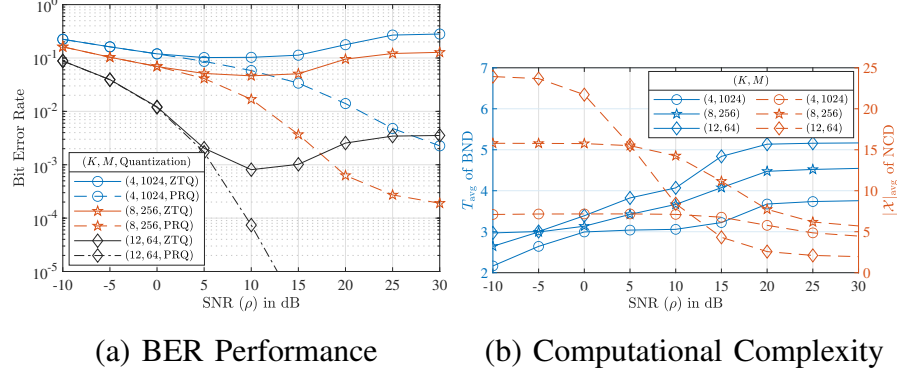 10^0
10^-1
10^-2
10^-3
10^-4
10^-5
Bit Error Rate
(K, M, Quantization)
(4, 1024, ZTQ)
(4, 1024, PRQ)
(8, 256, ZTQ)
(8, 256, PRQ)
(12, 64, ZTQ)
(12, 64, PRQ)
-10 -5 0 5 10 15 20 25 30
SNR (ρ) in dB
(a) BER Performance
7
6
5
4
3
2
T_avg of BND
(K, M)
(4, 1024) (4, 1024)
(8, 256) (8, 256)
(12, 64) (12, 64)
25
20
15
10
5
0
|𝒳|_avg of NCD
-10 -5 0 5 10 15 20 25 30
SNR (ρ) in dB
(b) Computational Complexity